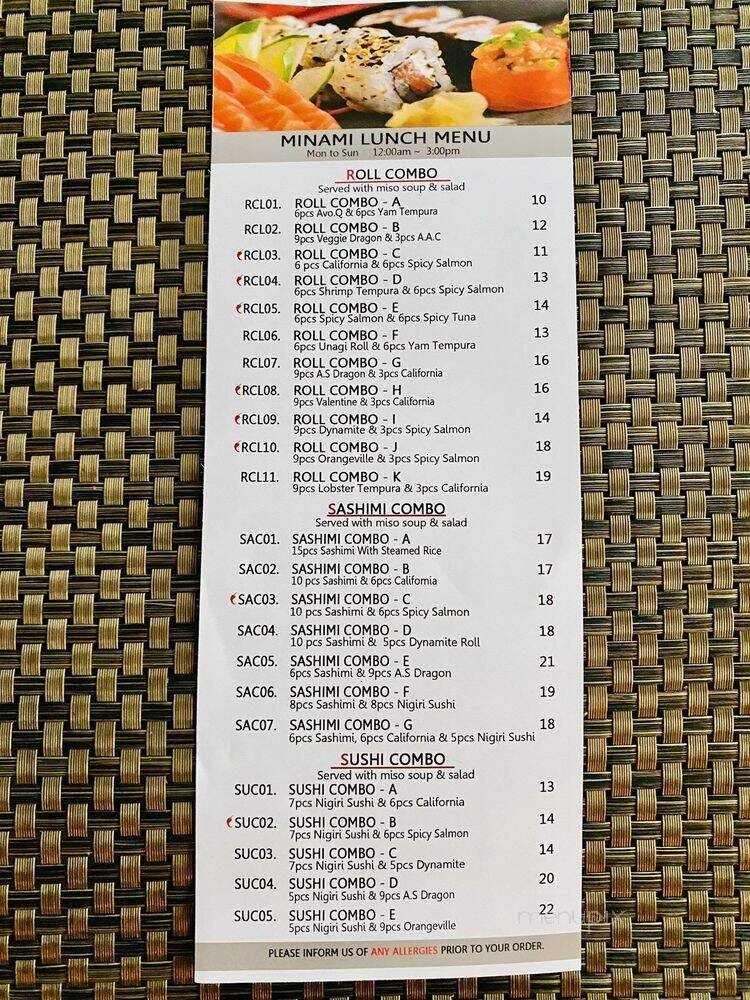 MINAMI LUNCH MENU
Mon to Sun 12:00am ~ 3:00pm
ROLL COMBO
Served with miso soup & salad
RCL01. ROLL COMBO - A 10
6pcs Avo.Q & 6pcs Yam Tempura
RCL02. ROLL COMBO - B 12
9pcs Veggie Dragon & 3pcs A.A.C
RCL03. ROLL COMBO - C 11
6 pcs California & 6pcs Spicy Salmon
RCL04. ROLL COMBO - D 13
6pcs Shrimp Tempura & 6pcs Spicy Salmon
RCL05. ROLL COMBO - E 14
6pcs Spicy Salmon & 6pcs Spicy Tuna
RCL06. ROLL COMBO - F 13
6pcs Unagi Roll & 6pcs Yam Tempura
RCL07. ROLL COMBO - G 16
9pcs A.S Dragon & 3pcs California
RCL08. ROLL COMBO - H 16
9pcs Valentine & 3pcs California
RCL09. ROLL COMBO - I 14
9pcs Dynamite & 3pcs Spicy Salmon
RCL10. ROLL COMBO - J 18
9pcs Orangeville & 3pcs Spicy Salmon
RCL11. ROLL COMBO - K 19
9pcs Lobster Tempura & 3pcs California
SASHIMI COMBO
Served with miso soup & salad
SAC01. SASHIMI COMBO - A 17
15pcs Sashimi With Steamed Rice
SAC02. SASHIMI COMBO - B 17
10 pcs Sashimi & 6pcs California
SAC03. SASHIMI COMBO - C 18
10 pcs Sashimi & 6pcs Spicy Salmon
SAC04. SASHIMI COMBO - D 18
10 pcs Sashimi & 5pcs Dynamite Roll
SAC05. SASHIMI COMBO - E 21
6pcs Sashimi & 9pcs A.S Dragon
SAC06. SASHIMI COMBO - F 19
8pcs Sashimi & 8pcs Nigiri Sushi
SAC07. SASHIMI COMBO - G 18
6pcs Sashimi, 6pcs California & 5pcs Nigiri Sushi
SUSHI COMBO
Served with miso soup & salad
SUC01. SUSHI COMBO - A 13
7pcs Nigiri Sushi & 6pcs California
SUC02. SUSHI COMBO - B 14
7pcs Nigiri Sushi & 6pcs Spicy Salmon
SUC03. SUSHI COMBO - C 14
7pcs Nigiri Sushi & 5pcs Dynamite
SUC04. SUSHI COMBO - D 20
5pcs Nigiri Sushi & 9pcs A.S Dragon
SUC05. SUSHI COMBO - E 22
5pcs Nigiri Sushi & 9pcs Orangeville
menupix
PLEASE INFORM US OF ANY ALLERGIES PRIOR TO YOUR ORDER.